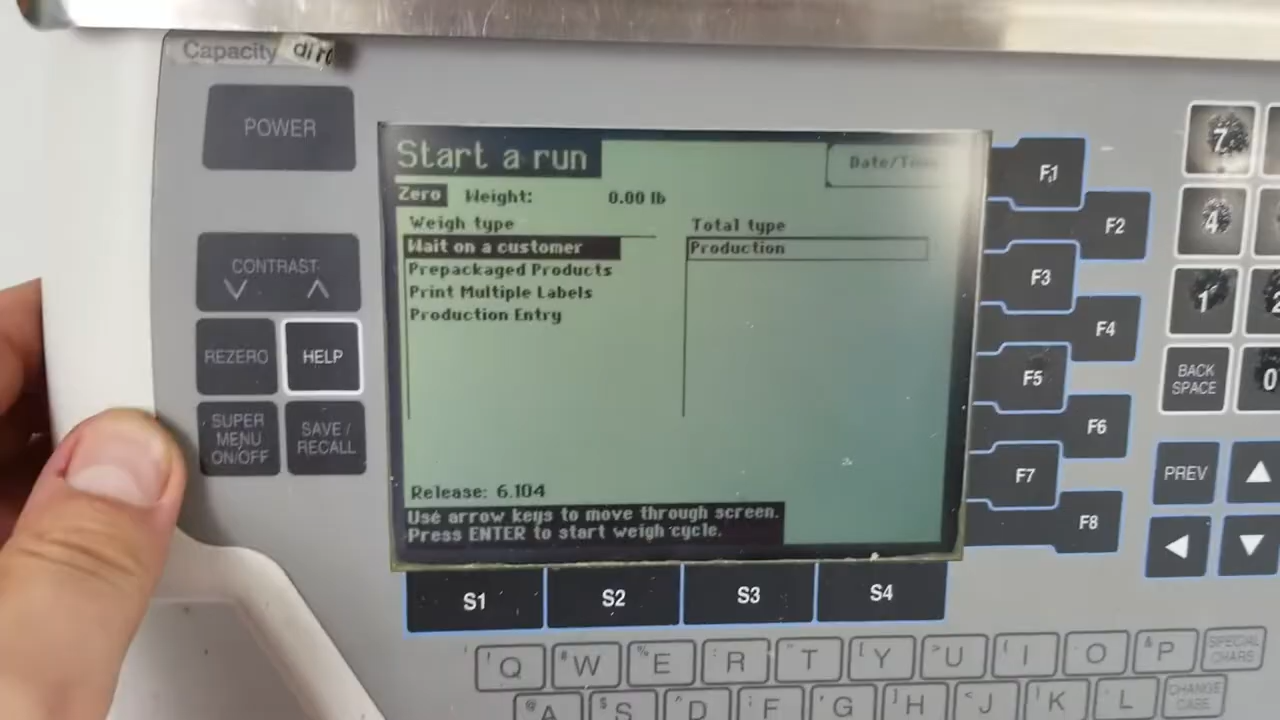 Capacity
POWER
CONTRAST
REZERO
HELP
SUPER
MENU
ON/OFF
SAVE /
RECALL
Start a run
Date/Time
Zero Weight: 0.00 lb
Weigh type
Total type
Wait on a customer
Production
Prepackaged Products
Print Multiple Labels
Production Entry
Release: 6.104
Use arrow keys to move through screen.
Press ENTER to start weigh cycle.
S1 S2 S3 S4
F1
F2
F3
F4
F5
F6
F7
F8
7
4
1
2
BACK
SPACE
0
PREV
Q W E R T Y U I O P
SPECIAL
CHARS
A S D F G H J K L
CHANGE
CASE